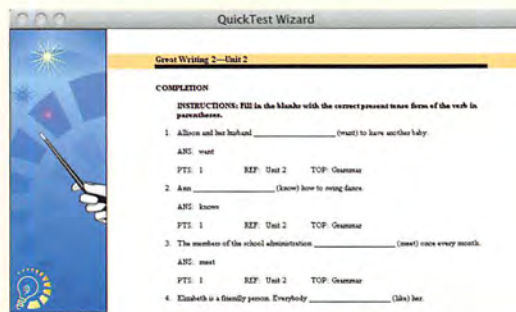 QuickTest Wizard
Great Writing 2—Unit 2
COMPLETION
INSTRUCTIONS: Fill in the blanks with the correct present tense form of the verb in
parentheses.
1. Allison and her husband ____________________ (want) to have another baby.
ANS: want
PTS: 1 REF: Unit 2 TOP: Grammar
2. Ann ____________________ (know) how to swing dance.
ANS: knows
PTS: 1 REF: Unit 2 TOP: Grammar
3. The members of the school administration ____________________ (meet) once every month.
ANS: meet
PTS: 1 REF: Unit 2 TOP: Grammar
4. Elizabeth is a friendly person. Everybody ____________________ (like) her.